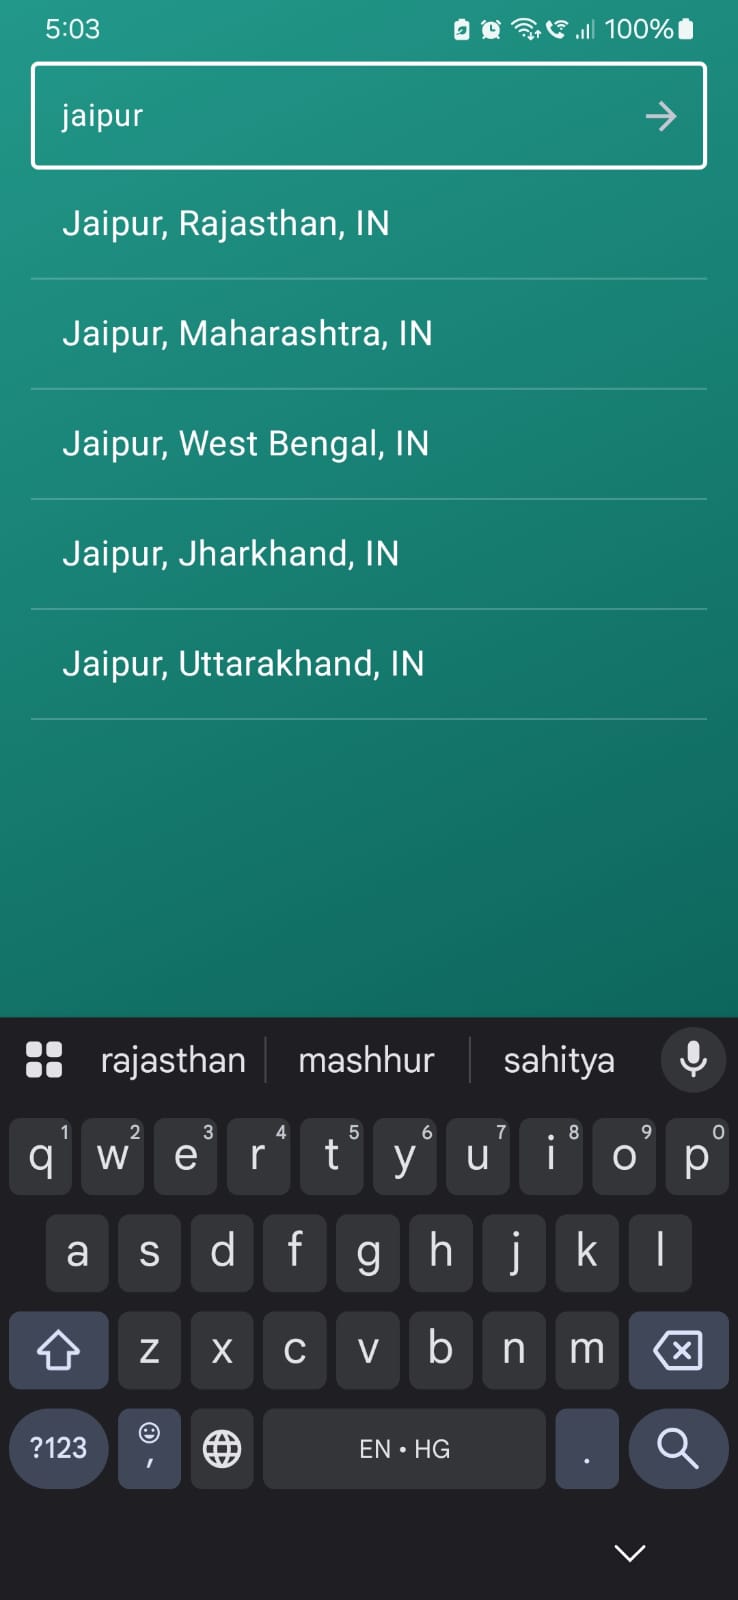 5:03 100%
jaipur
Jaipur, Rajasthan, IN
Jaipur, Maharashtra, IN
Jaipur, West Bengal, IN
Jaipur, Jharkhand, IN
Jaipur, Uttarakhand, IN
rajasthan mashhur sahitya
q 1 w 2 e 3 r 4 t 5 y 6 u 7 i 8 o 9 p 0
a s d f g h j k l
z x c v b n m
?123 , EN • HG .